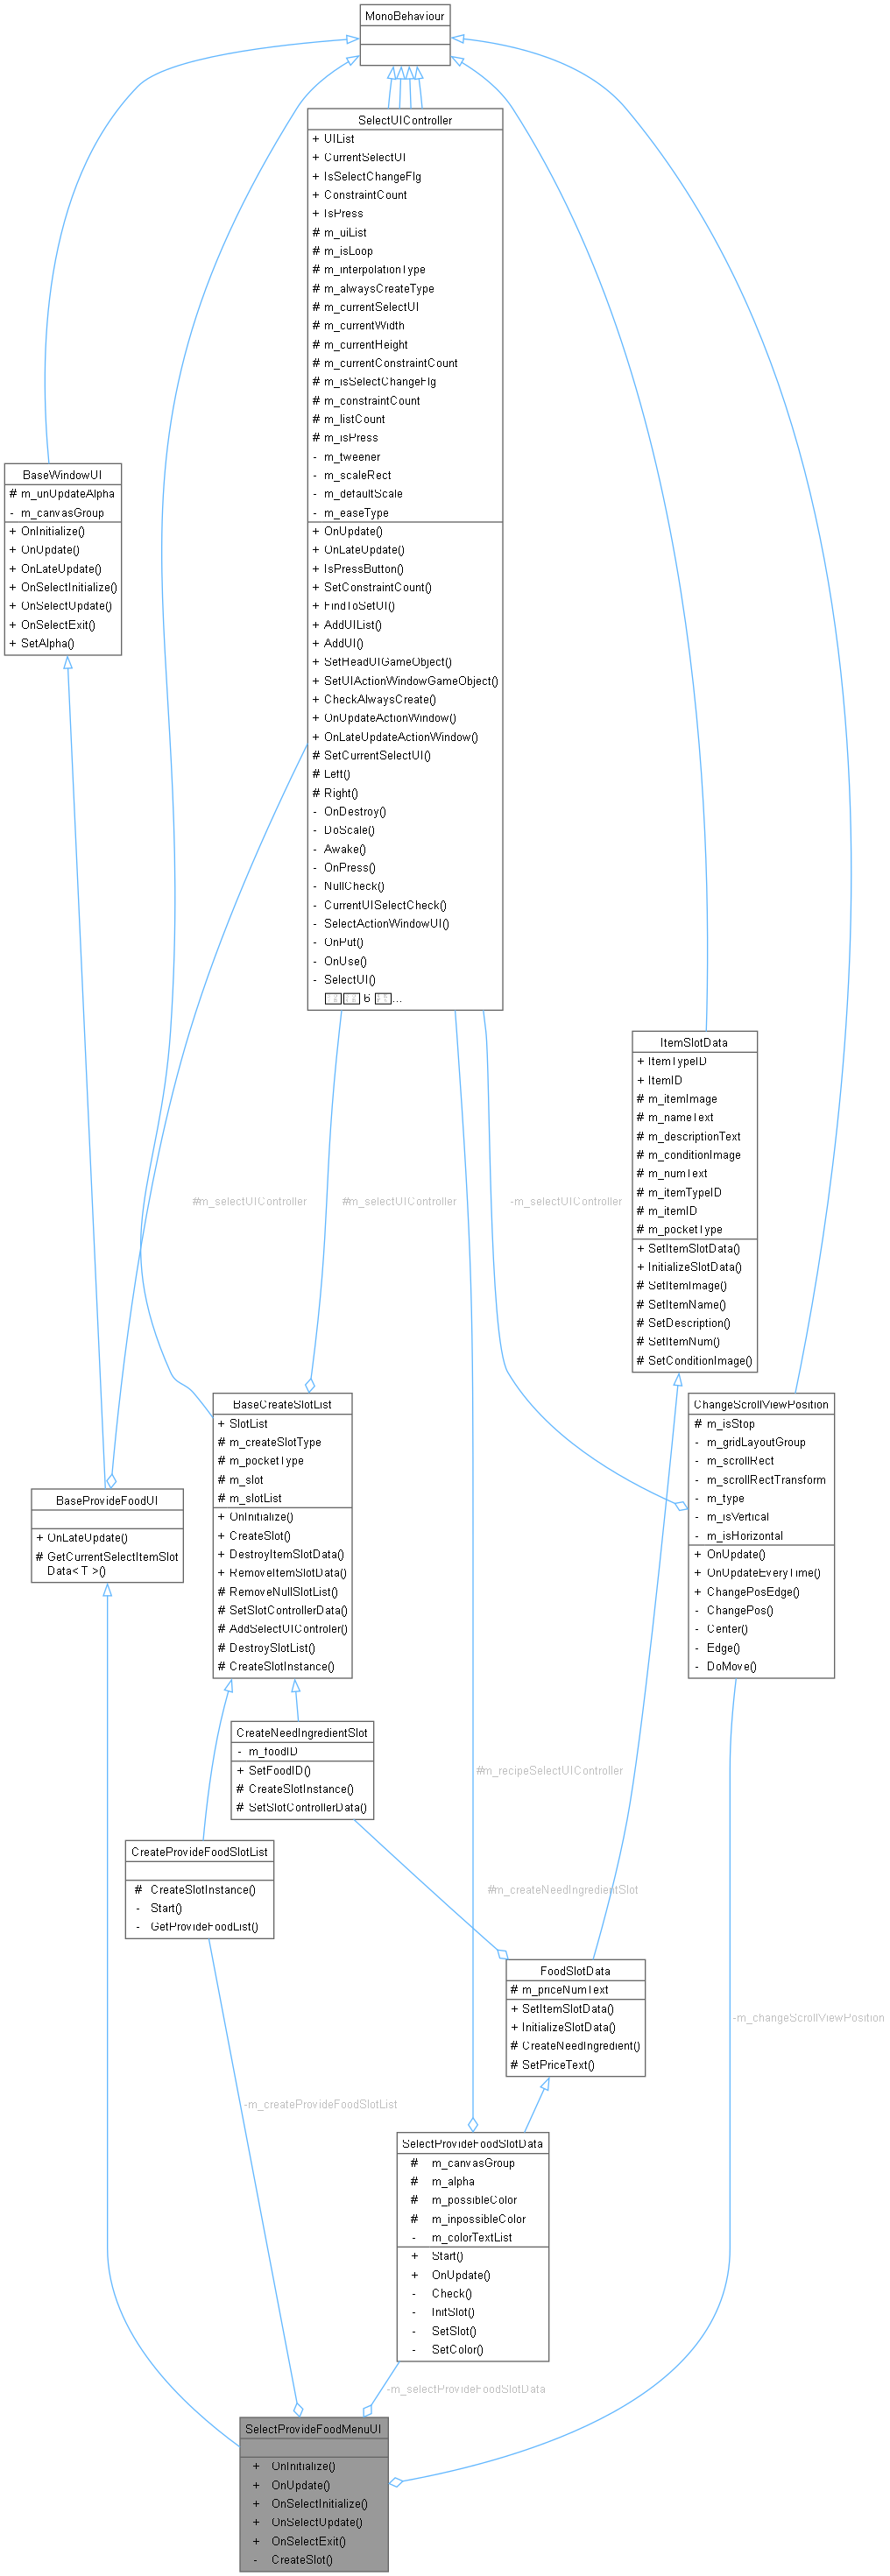 MonoBehaviour
SelectUIController
+ UIList
+ CurrentSelectUI
+ IsSelectChangeFlg
+ ConstraintCount
+ IsPress
# m_uiList
# m_isLoop
# m_interpolationType
# m_alwaysCreateType
# m_currentSelectUI
# m_currentWidth
# m_currentHeight
# m_currentConstraintCount
# m_isSelectChangeFlg
# m_constraintCount
# m_listCount
# m_isPress
- m_tweener
- m_scaleRect
- m_defaultScale
- m_easeType
+ OnUpdate()
+ OnLateUpdate()
+ IsPressButton()
+ SetConstraintCount()
+ FindToSetUI()
+ AddUIList()
+ AddUI()
+ SetHeadUIGameObject()
+ SetUIActionWindowGameObject()
+ CheckAlwaysCreate()
+ OnUpdateActionWindow()
+ OnLateUpdateActionWindow()
# SetCurrentSelectUI()
# Left()
# Right()
- OnDestroy()
- DoScale()
- Awake()
- OnPress()
- NullCheck()
- CurrentUISelectCheck()
- SelectActionWindowUI()
- OnPut()
- OnUse()
- SelectUI()
6 ...
BaseWindowUI
# m_unUpdateAlpha
- m_canvasGroup
+ OnInitialize()
+ OnUpdate()
+ OnLateUpdate()
+ OnSelectInitialize()
+ OnSelectUpdate()
+ OnSelectExit()
+ SetAlpha()
ItemSlotData
+ ItemTypeID
+ ItemID
# m_itemImage
# m_nameText
# m_descriptionText
# m_conditionImage
# m_numText
# m_itemTypeID
# m_itemID
# m_pocketType
+ SetItemSlotData()
+ InitializeSlotData()
# SetItemImage()
# SetItemName()
# SetDescription()
# SetItemNum()
# SetConditionImage()
#m_selectUIController
#m_selectUIController
-m_selectUIController
BaseCreateSlotList
+ SlotList
# m_createSlotType
# m_pocketType
# m_slot
# m_slotList
+ OnInitialize()
+ CreateSlot()
+ DestroyItemSlotData()
+ RemoveItemSlotData()
# RemoveNullSlotList()
# SetSlotControllerData()
# AddSelectUIControler()
# DestroySlotList()
# CreateSlotInstance()
ChangeScrollViewPosition
# m_isStop
- m_gridLayoutGroup
- m_scrollRect
- m_scrollRectTransform
- m_type
- m_isVertical
- m_isHorizontal
+ OnUpdate()
+ OnUpdateEveryTime()
+ ChangePosEdge()
- ChangePos()
- Center()
- Edge()
- DoMove()
BaseProvideFoodUI
+ OnLateUpdate()
# GetCurrentSelectItemSlot
Data< T >()
CreateNeedIngredientSlot
- m_foodID
+ SetFoodID()
# CreateSlotInstance()
# SetSlotControllerData()
#m_recipeSelectUIController
CreateProvideFoodSlotList
# CreateSlotInstance()
- Start()
- GetProvideFoodList()
#m_createNeedIngredientSlot
FoodSlotData
# m_priceNumText
+ SetItemSlotData()
+ InitializeSlotData()
# CreateNeedIngredient()
# SetPriceText()
-m_changeScrollViewPosition
-m_createProvideFoodSlotList
SelectProvideFoodSlotData
# m_canvasGroup
# m_alpha
# m_possibleColor
# m_inpossibleColor
- m_colorTextList
+ Start()
+ OnUpdate()
- Check()
- InitSlot()
- SetSlot()
- SetColor()
-m_selectProvideFoodSlotData
SelectProvideFoodMenuUI
+ OnInitialize()
+ OnUpdate()
+ OnSelectInitialize()
+ OnSelectUpdate()
+ OnSelectExit()
- CreateSlot()